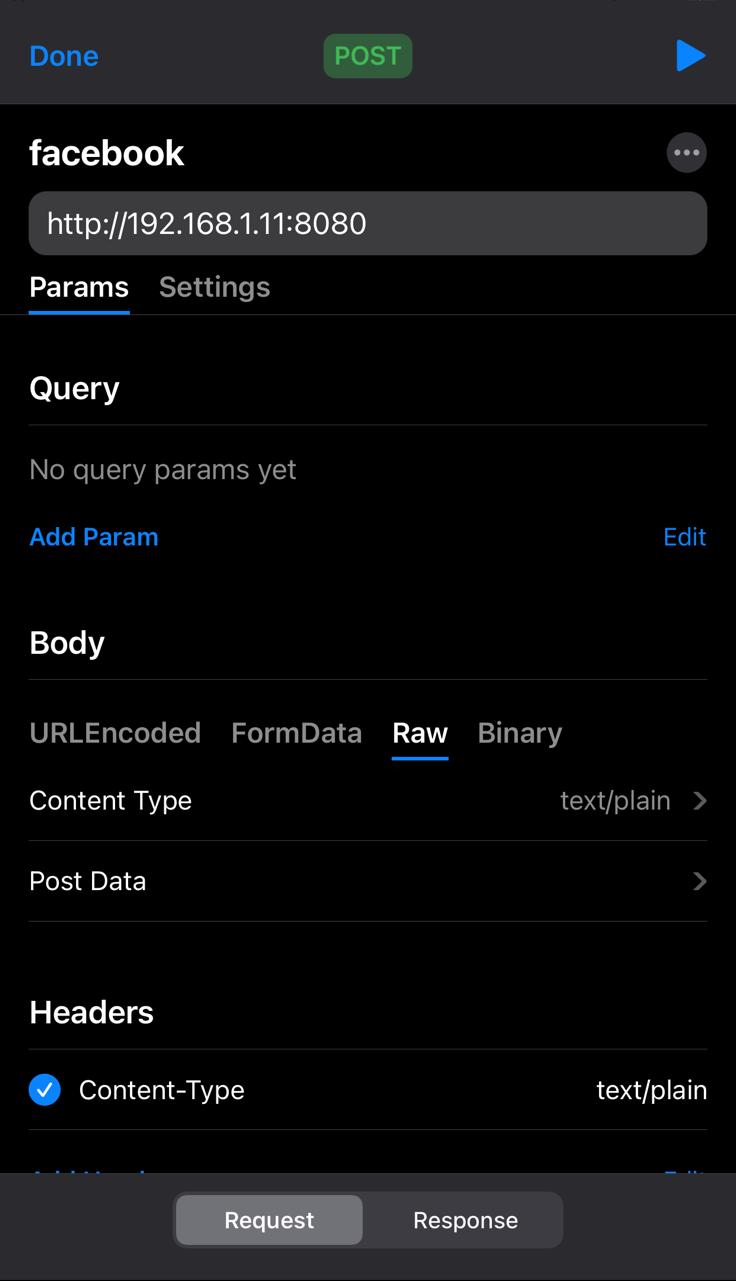 Done POST
facebook
http://192.168.1.11:8080
Params Settings
Query
No query params yet
Add Param Edit
Body
URLEncoded FormData Raw Binary
Content Type text/plain
Post Data
Headers
Content-Type text/plain
Request Response